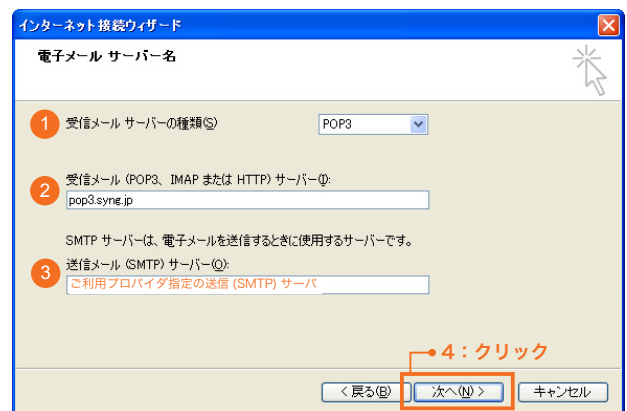 インターネット接続ウィザード
電子メール サーバー名
1 受信メール サーバーの種類(S) POP3
2 受信メール (POP3、IMAP または HTTP) サーバー(I):
pop3.syne.jp
SMTP サーバーは、電子メールを送信するときに使用するサーバーです。
3 送信メール (SMTP) サーバー(O):
ご利用プロバイダ指定の送信 (SMTP) サーバ
4：クリック
< 戻る(B) 次へ(N) > キャンセル